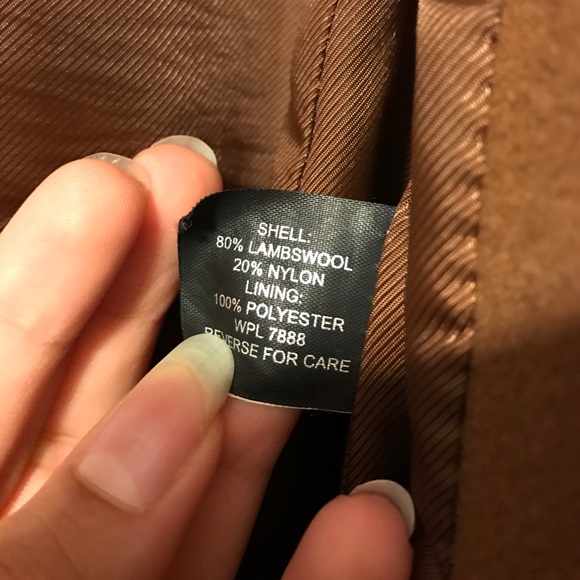 SHELL:
80% LAMBSWOOL
20% NYLON
LINING:
100% POLYESTER
WPL 7888
REVERSE FOR CARE